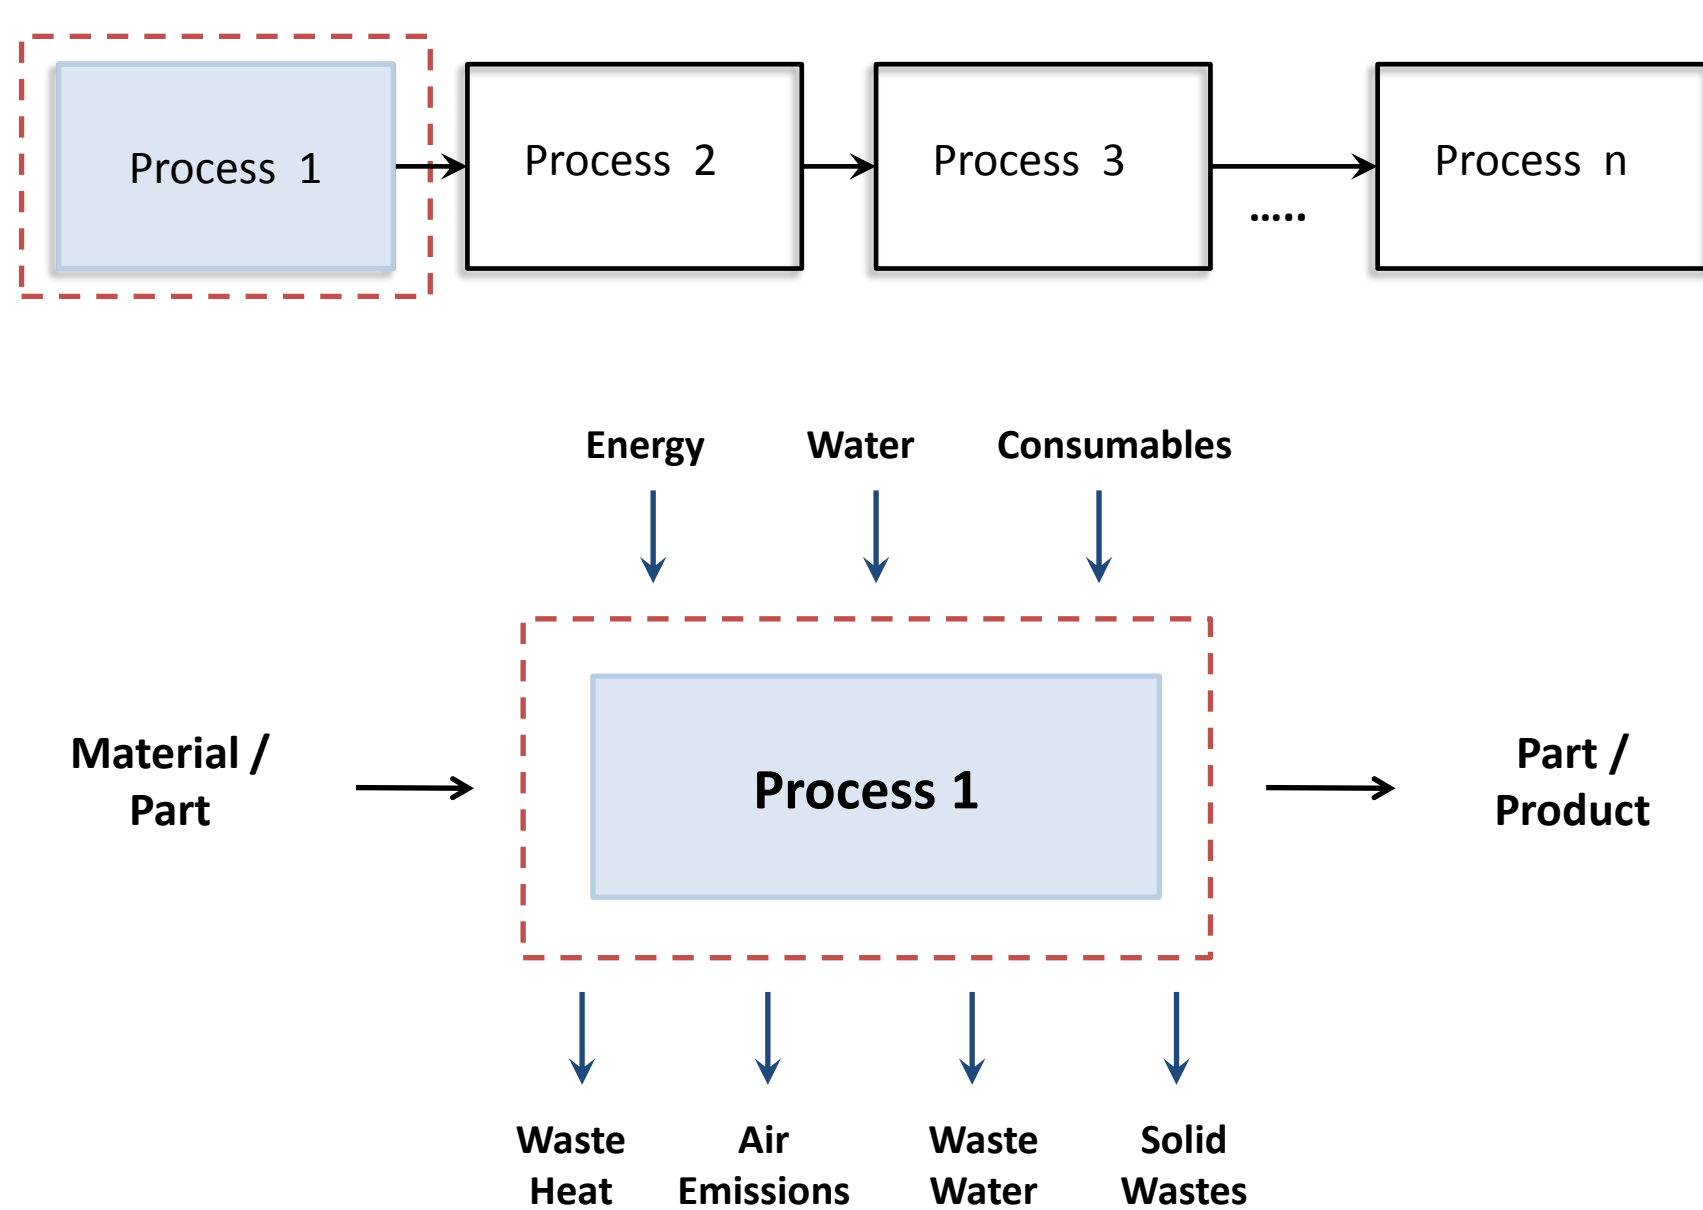 Process 1
Process 2
Process 3
.....
Process n
Energy
Water
Consumables
Material /
Part
Process 1
Part /
Product
Waste
Heat
Air
Emissions
Waste
Water
Solid
Wastes